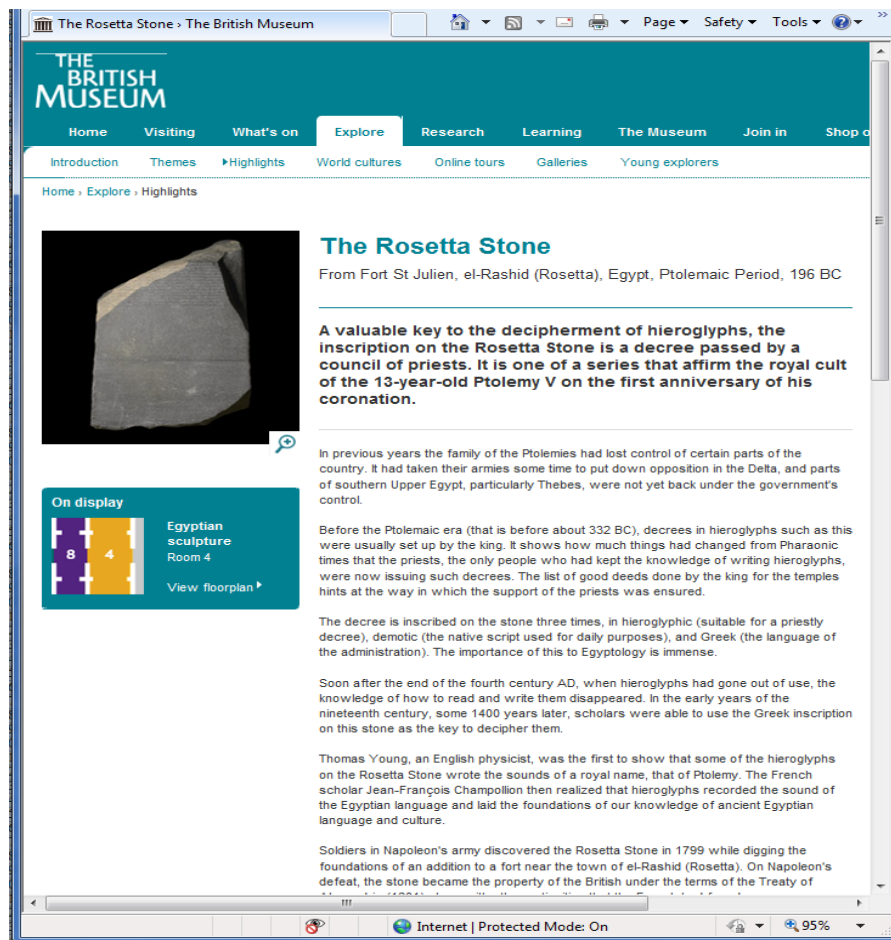 The Rosetta Stone › The British Museum
Page Safety Tools »
THE
BRITISH
MUSEUM
Home Visiting What's on Explore Research Learning The Museum Join in Shop o
Introduction Themes Highlights World cultures Online tours Galleries Young explorers
Home › Explore › Highlights
The Rosetta Stone
From Fort St Julien, el-Rashid (Rosetta), Egypt, Ptolemaic Period, 196 BC
A valuable key to the decipherment of hieroglyphs, the
inscription on the Rosetta Stone is a decree passed by a
council of priests. It is one of a series that affirm the royal cult
of the 13-year-old Ptolemy V on the first anniversary of his
coronation.
In previous years the family of the Ptolemies had lost control of certain parts of the
country. It had taken their armies some time to put down opposition in the Delta, and parts
of southern Upper Egypt, particularly Thebes, were not yet back under the government's
control.
On display
8 4
Egyptian
sculpture
Room 4
View floorplan
Before the Ptolemaic era (that is before about 332 BC), decrees in hieroglyphs such as this
were usually set up by the king. It shows how much things had changed from Pharaonic
times that the priests, the only people who had kept the knowledge of writing hieroglyphs,
were now issuing such decrees. The list of good deeds done by the king for the temples
hints at the way in which the support of the priests was ensured.
The decree is inscribed on the stone three times, in hieroglyphic (suitable for a priestly
decree), demotic (the native script used for daily purposes), and Greek (the language of
the administration). The importance of this to Egyptology is immense.
Soon after the end of the fourth century AD, when hieroglyphs had gone out of use, the
knowledge of how to read and write them disappeared. In the early years of the
nineteenth century, some 1400 years later, scholars were able to use the Greek inscription
on this stone as the key to decipher them.
Thomas Young, an English physicist, was the first to show that some of the hieroglyphs
on the Rosetta Stone wrote the sounds of a royal name, that of Ptolemy. The French
scholar Jean-François Champollion then realized that hieroglyphs recorded the sound of
the Egyptian language and laid the foundations of our knowledge of ancient Egyptian
language and culture.
Soldiers in Napoleon's army discovered the Rosetta Stone in 1799 while digging the
foundations of an addition to a fort near the town of el-Rashid (Rosetta). On Napoleon's
defeat, the stone became the property of the British under the terms of the Treaty of
Internet | Protected Mode: On
95%